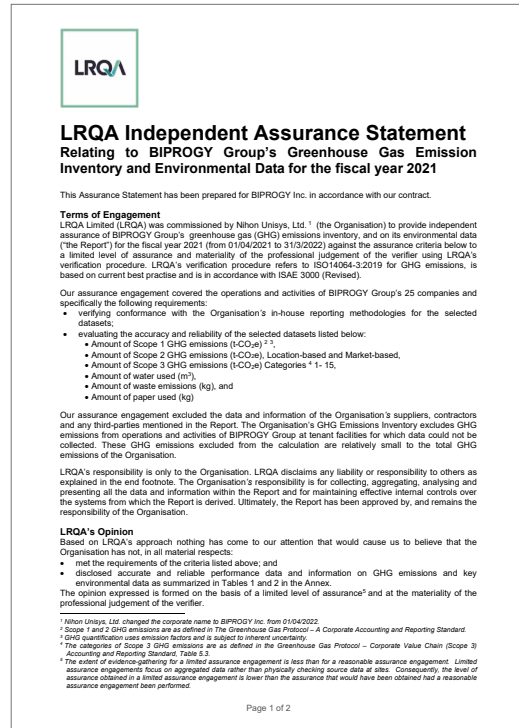 LRQA
LRQA Independent Assurance Statement
Relating to BIPROGY Group's Greenhouse Gas Emission
Inventory and Environmental Data for the fiscal year 2021
This Assurance Statement has been prepared for BIPROGY Inc. in accordance with our contract.
Terms of Engagement
LRQA Limited (LRQA) was commissioned by Nihon Unisys, Ltd. ¹ (the Organisation) to provide independent
assurance of BIPROGY Group's greenhouse gas (GHG) emissions inventory, and on its environmental data
("the Report") for the fiscal year 2021 (from 01/04/2021 to 31/3/2022) against the assurance criteria below to
a limited level of assurance and materiality of the professional judgement of the verifier using LRQA's
verification procedure. LRQA's verification procedure refers to ISO14064-3:2019 for GHG emissions, is
based on current best practise and is in accordance with ISAE 3000 (Revised).
Our assurance engagement covered the operations and activities of BIPROGY Group's 25 companies and
specifically the following requirements:
• verifying conformance with the Organisation's in-house reporting methodologies for the selected
datasets;
• evaluating the accuracy and reliability of the selected datasets listed below:
• Amount of Scope 1 GHG emissions (t-CO₂e) ² ³,
• Amount of Scope 2 GHG emissions (t-CO₂e), Location-based and Market-based,
• Amount of Scope 3 GHG emissions (t-CO₂e) Categories ⁴ 1- 15,
• Amount of water used (m³),
• Amount of waste emissions (kg), and
• Amount of paper used (kg)
Our assurance engagement excluded the data and information of the Organisation's suppliers, contractors
and any third-parties mentioned in the Report. The Organisation's GHG Emissions Inventory excludes GHG
emissions from operations and activities of BIPROGY Group at tenant facilities for which data could not be
collected. These GHG emissions excluded from the calculation are relatively small to the total GHG
emissions of the Organisation.
LRQA's responsibility is only to the Organisation. LRQA disclaims any liability or responsibility to others as
explained in the end footnote. The Organisation's responsibility is for collecting, aggregating, analysing and
presenting all the data and information within the Report and for maintaining effective internal controls over
the systems from which the Report is derived. Ultimately, the Report has been approved by, and remains the
responsibility of the Organisation.
LRQA's Opinion
Based on LRQA's approach nothing has come to our attention that would cause us to believe that the
Organisation has not, in all material respects:
• met the requirements of the criteria listed above; and
• disclosed accurate and reliable performance data and information on GHG emissions and key
environmental data as summarized in Tables 1 and 2 in the Annex.
The opinion expressed is formed on the basis of a limited level of assurance⁵ and at the materiality of the
professional judgement of the verifier.
¹ Nihon Unisys, Ltd. changed the corporate name to BIPROGY Inc. from 01/04/2022.
² Scope 1 and 2 GHG emissions are as defined in The Greenhouse Gas Protocol – A Corporate Accounting and Reporting Standard.
³ GHG quantification uses emission factors and is subject to inherent uncertainty.
⁴ The categories of Scope 3 GHG emissions are as defined in the Greenhouse Gas Protocol – Corporate Value Chain (Scope 3)
Accounting and Reporting Standard, Table 5.3.
⁵ The extent of evidence-gathering for a limited assurance engagement is less than for a reasonable assurance engagement. Limited
assurance engagements focus on aggregated data rather than physically checking source data at sites. Consequently, the level of
assurance obtained in a limited assurance engagement is lower than the assurance that would have been obtained had a reasonable
assurance engagement been performed.
Page 1 of 2